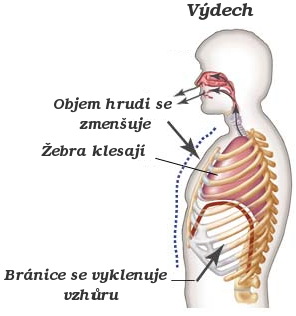 Výdech
Objem hrudi se
zmenšuje
Žebra klesají
Bránice se vyklenuje
vzhůru